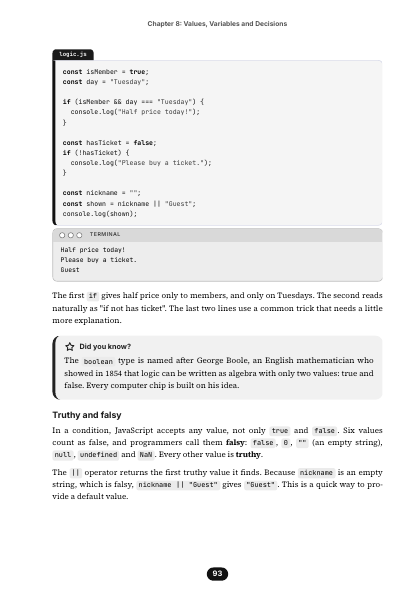 Chapter 8: Values, Variables and Decisions
logic.js
const isMember = true;
const day = "Tuesday";
if (isMember && day === "Tuesday") {
  console.log("Half price today!");
}
const hasTicket = false;
if (!hasTicket) {
  console.log("Please buy a ticket.");
}
const nickname = "";
const shown = nickname || "Guest";
console.log(shown);
TERMINAL
Half price today!
Please buy a ticket.
Guest
The first if gives half price only to members, and only on Tuesdays. The second reads
naturally as "if not has ticket". The last two lines use a common trick that needs a little
more explanation.
Did you know?
The boolean type is named after George Boole, an English mathematician who
showed in 1854 that logic can be written as algebra with only two values: true and
false. Every computer chip is built on his idea.
Truthy and falsy
In a condition, JavaScript accepts any value, not only true and false. Six values
count as false, and programmers call them falsy: false, 0, "" (an empty string),
null, undefined and NaN. Every other value is truthy.
The || operator returns the first truthy value it finds. Because nickname is an empty
string, which is falsy, nickname || "Guest" gives "Guest". This is a quick way to pro-
vide a default value.
93